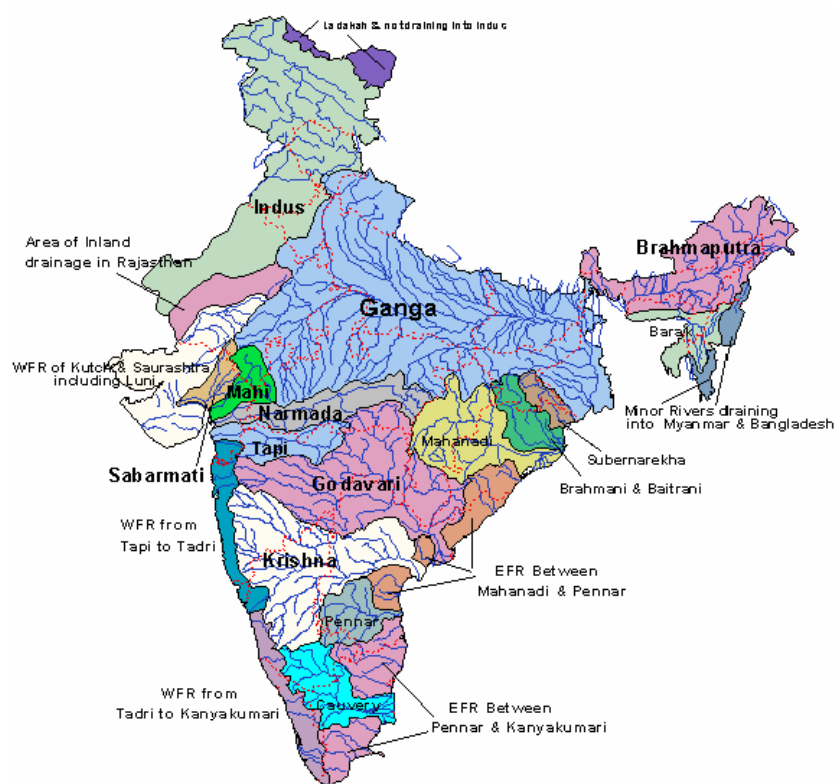 Ladakah & not draining into Indus
Indus
Area of Inland
drainage in Rajasthan
Brahmaputra
Ganga
Barak
WFR of Kutch & Saurashtra
including Luni
Mahi
Narmada
Minor Rivers draining
into Myanmar & Bangladesh
Mahanadi
Tapi
Subernarekha
Sabarmati
Godavari
Brahmani & Baitrani
WFR from
Tapi to Tadri
Krishna
EFR Between
Mahanadi & Pennar
Pennar
WFR from
Tadri to Kanyakumari
Cauvery
EFR Between
Pennar & Kanyakumari